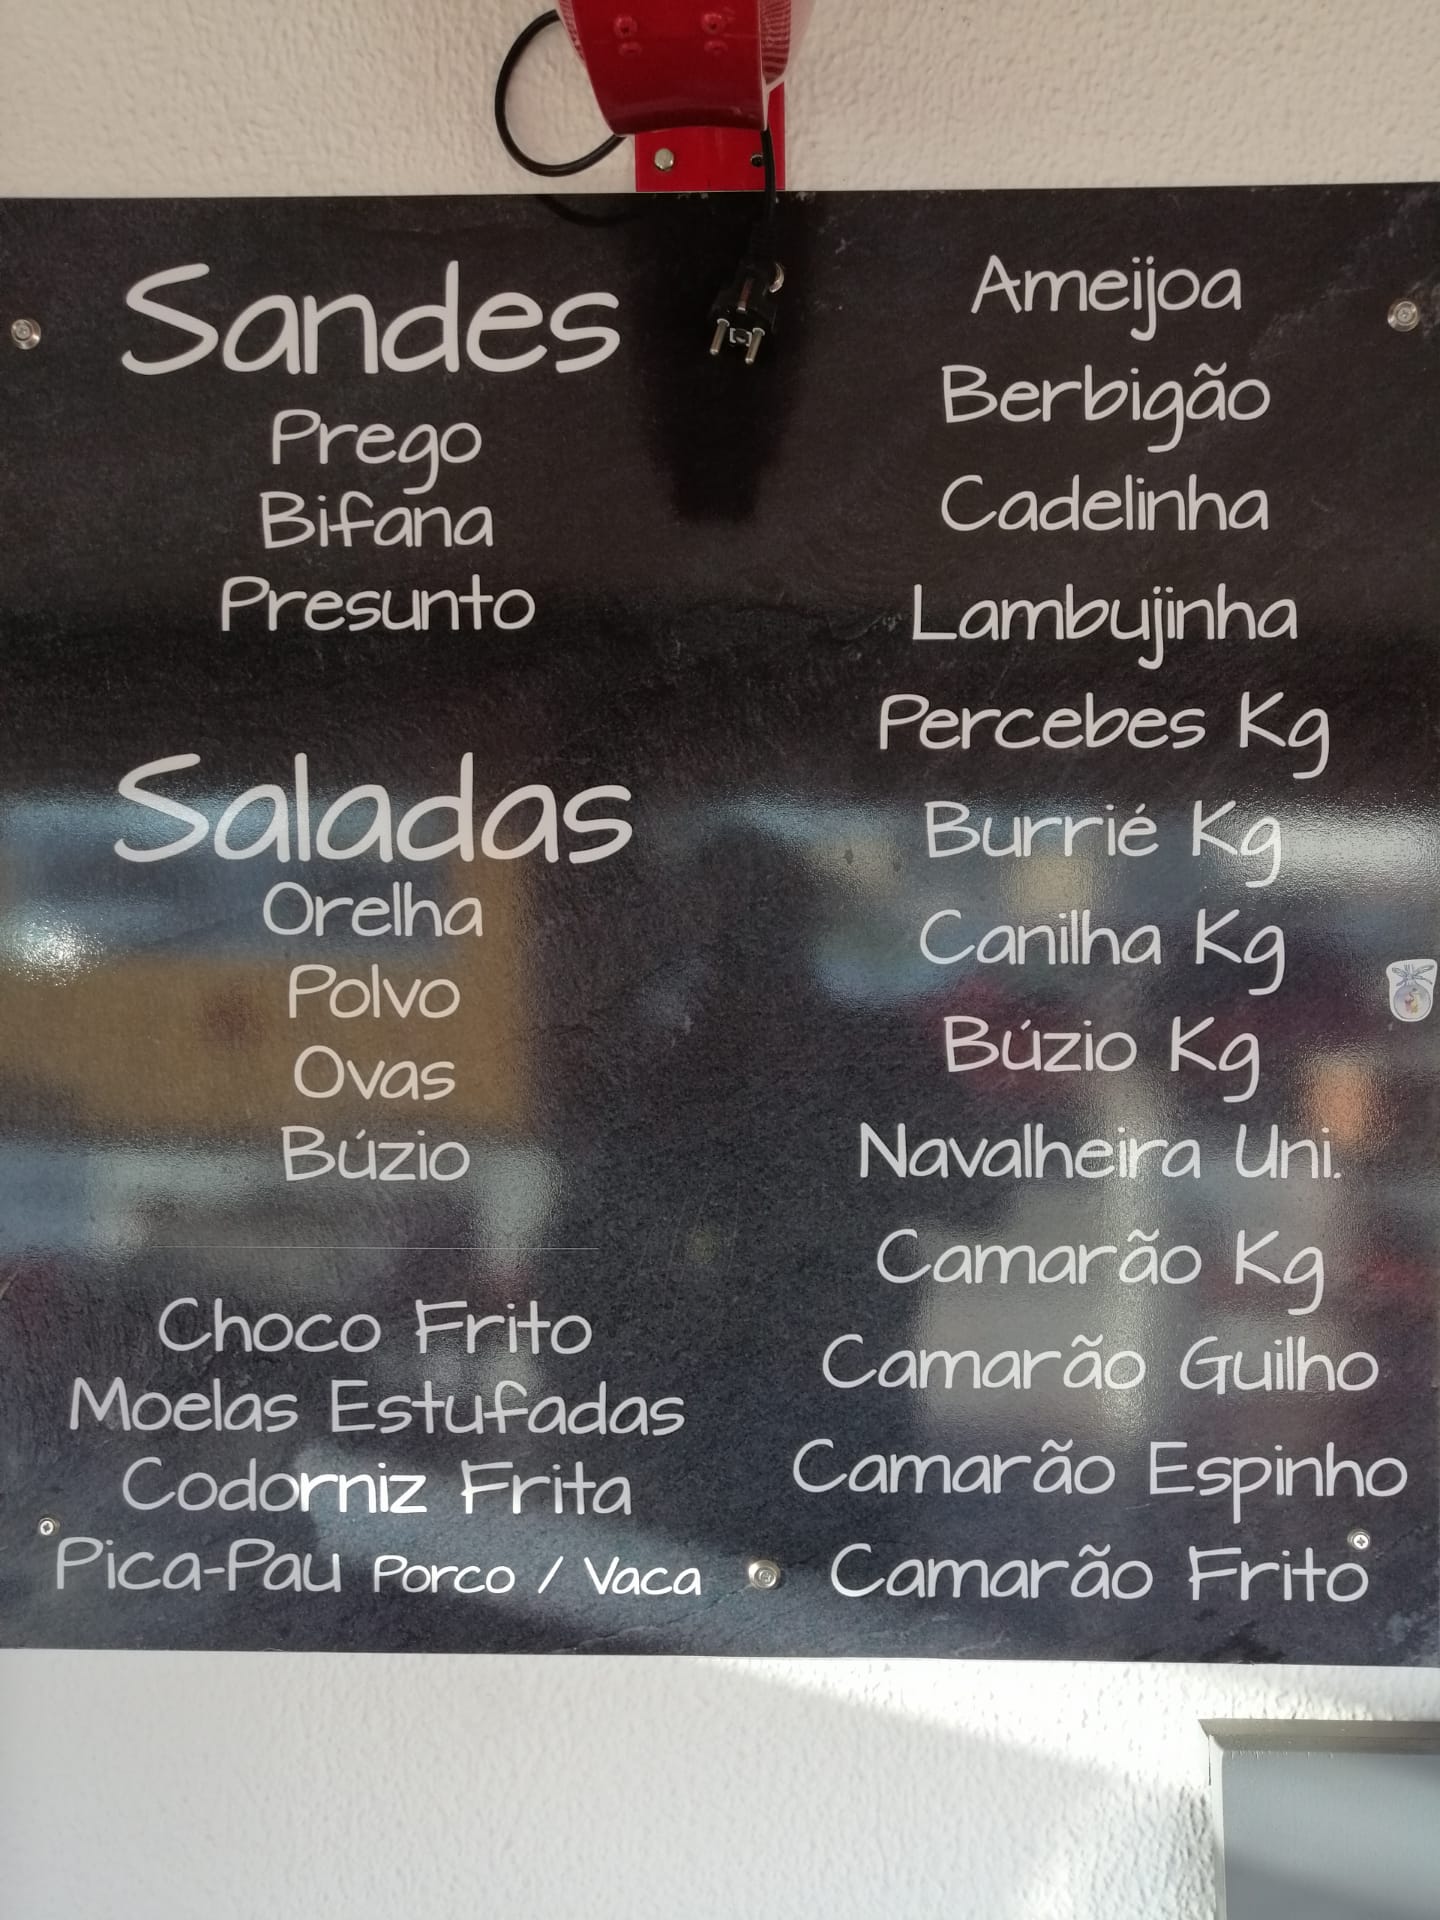 Sandes
Prego
Bifana
Presunto
Saladas
Orelha
Polvo
Ovas
Búzio
Choco Frito
Moelas Estufadas
Codorniz Frita
Pica-Pau Porco / Vaca
Ameijoa
Berbigão
Cadelinha
Lambujinha
Percebes Kg
Burrié Kg
Canilha Kg
Búzio Kg
Navalheira Uni.
Camarão Kg
Camarão Guilho
Camarão Espinho
Camarão Frito